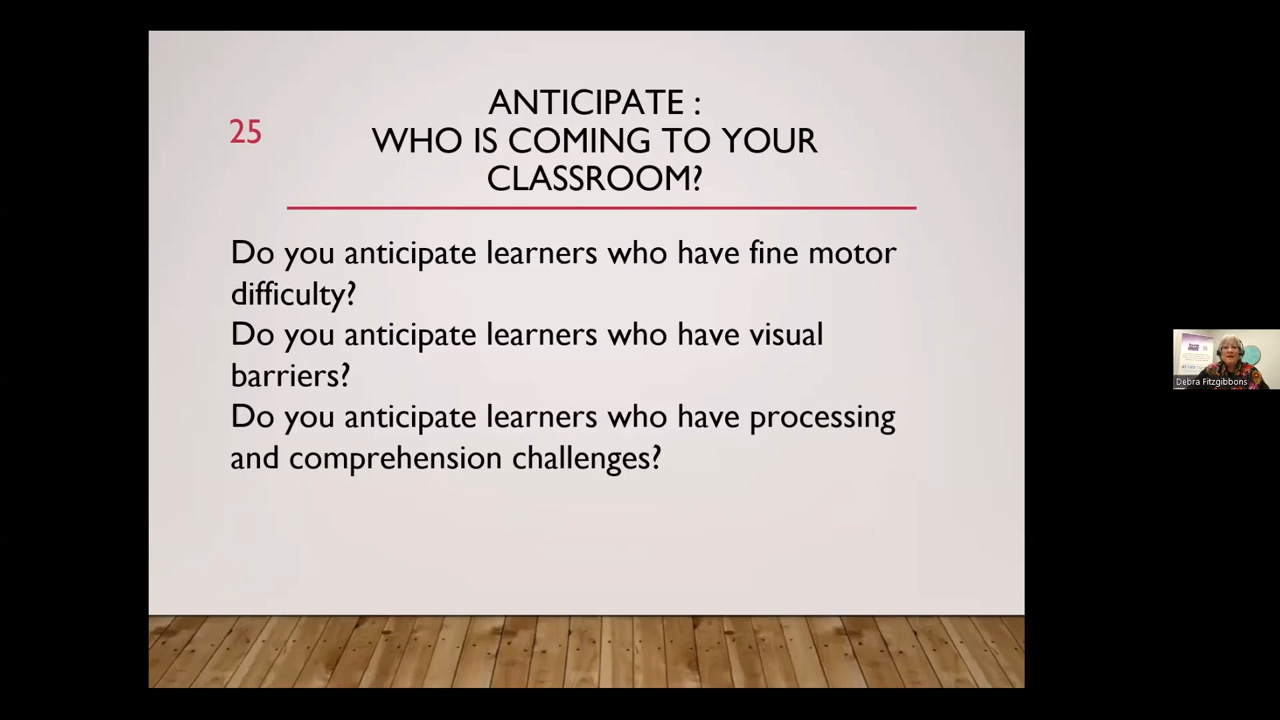 25
ANTICIPATE :
WHO IS COMING TO YOUR
CLASSROOM?
Do you anticipate learners who have fine motor
difficulty?
Do you anticipate learners who have visual
barriers?
Do you anticipate learners who have processing
and comprehension challenges?
Debra Fitzgibbons